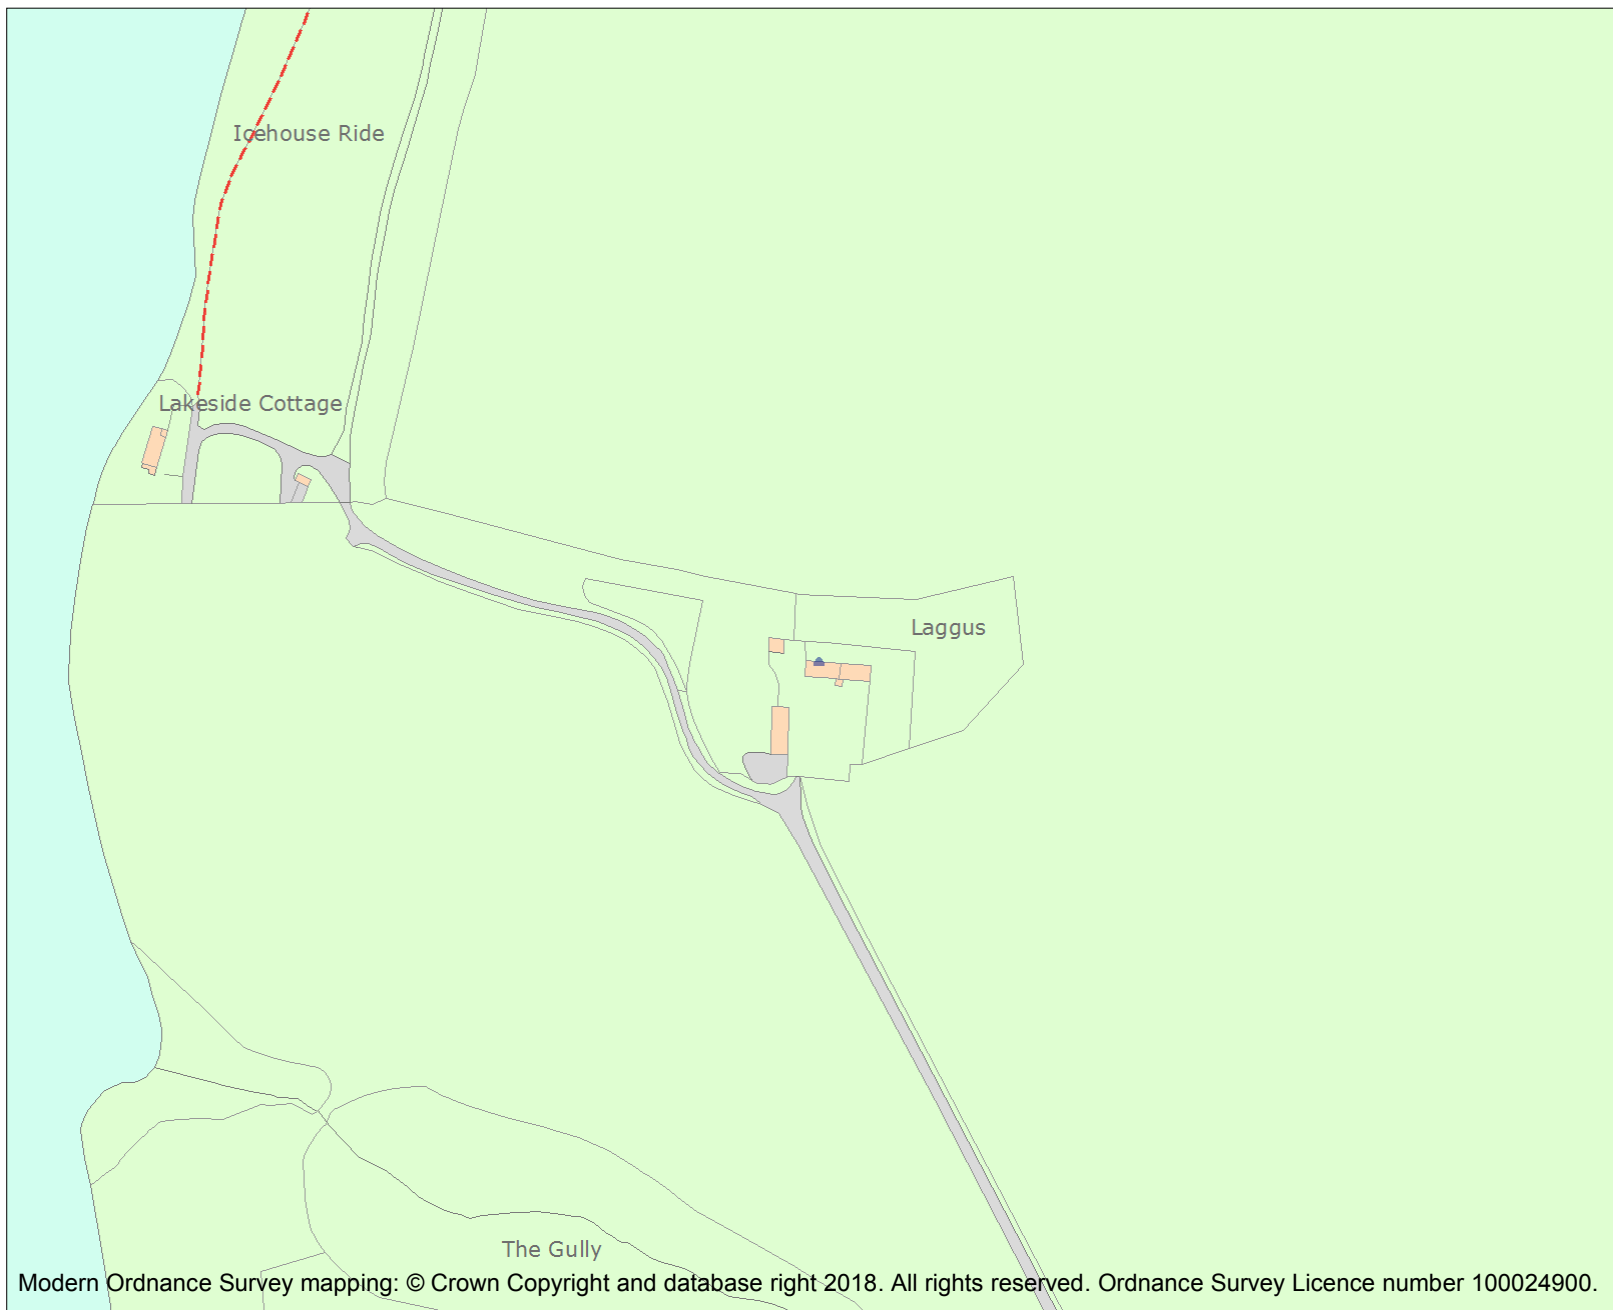 Icehouse Ride
Lakeside Cottage
Laggus
The Gully
Modern Ordnance Survey mapping: © Crown Copyright and database right 2018. All rights reserved. Ordnance Survey Licence number 100024900.